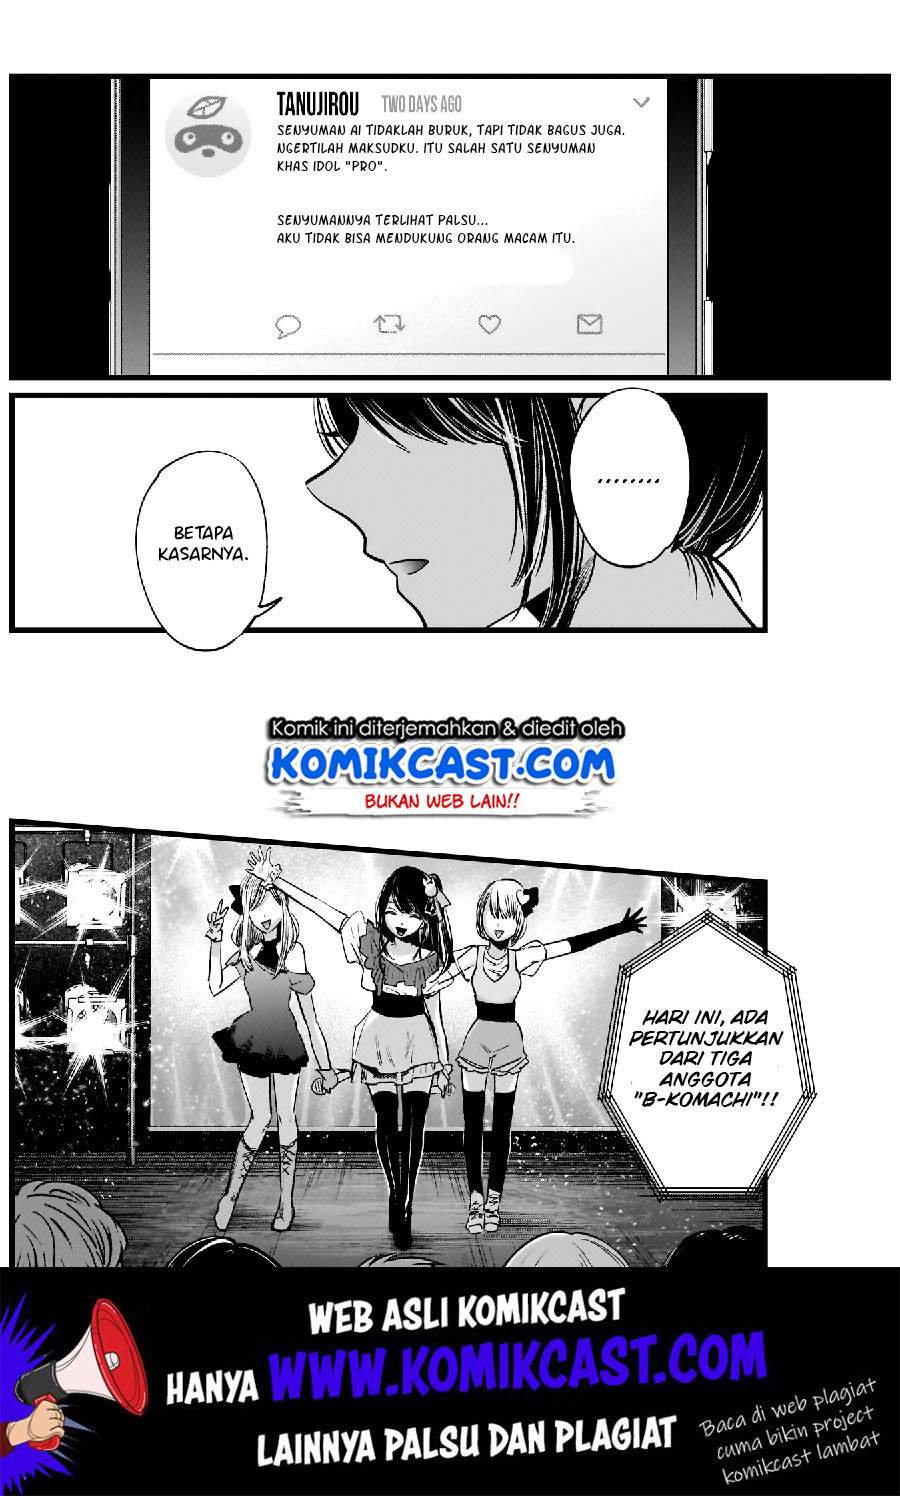 TANUJIROU TWO DAYS AGO
SENYUMAN AI TIDAKLAH BURUK, TAPI TIDAK BAGUS JUGA.
NGERTILAH MAKSUDKU. ITU SALAH SATU SENYUMAN
KHAS IDOL "PRO".
SENYUMANNYA TERLIHAT PALSU...
AKU TIDAK BISA MENDUKUNG ORANG MACAM ITU.
........
BETAPA
KASARNYA.
Komik ini diterjemahkan & diedit oleh
KOMIKCAST.COM
BUKAN WEB LAIN!!
HARI INI, ADA
PERTUNJUKKAN
DARI TIGA
ANGGOTA
"B-KOMACHI"!!
WEB ASLI KOMIKCAST
HANYA WWW.KOMIKCAST.COM
LAINNYA PALSU DAN PLAGIAT
Baca di web plagiat
cuma bikin project
komikcast lambat